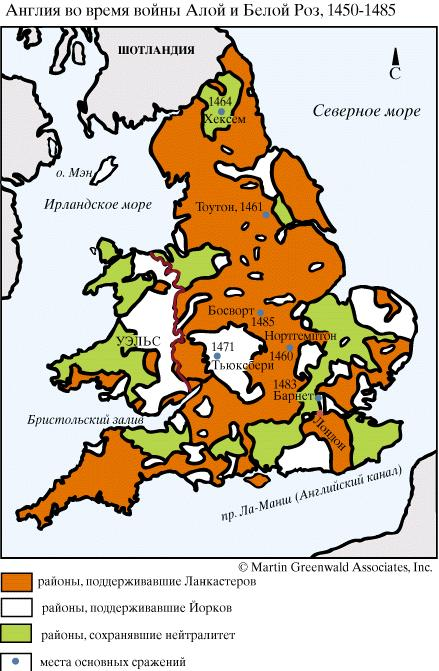 Англия во время войны Алой и Белой Роз, 1450-1485
ШОТЛАНДИЯ
С
1464
Хексем
Северное море
о. Мэн
Ирландское море
Тоутон, 1461
Босворт
1485
УЭЛЬС
1471
Тьюксбери
Нортгемптон
1460
1483
Барнет
Лондон
Бристольский залив
пр. Ла-Манш (Английский канал)
© Martin Greenwald Associates, Inc.
районы, поддерживавшие Ланкастеров
районы, поддерживавшие Йорков
районы, сохранявшие нейтралитет
места основных сражений